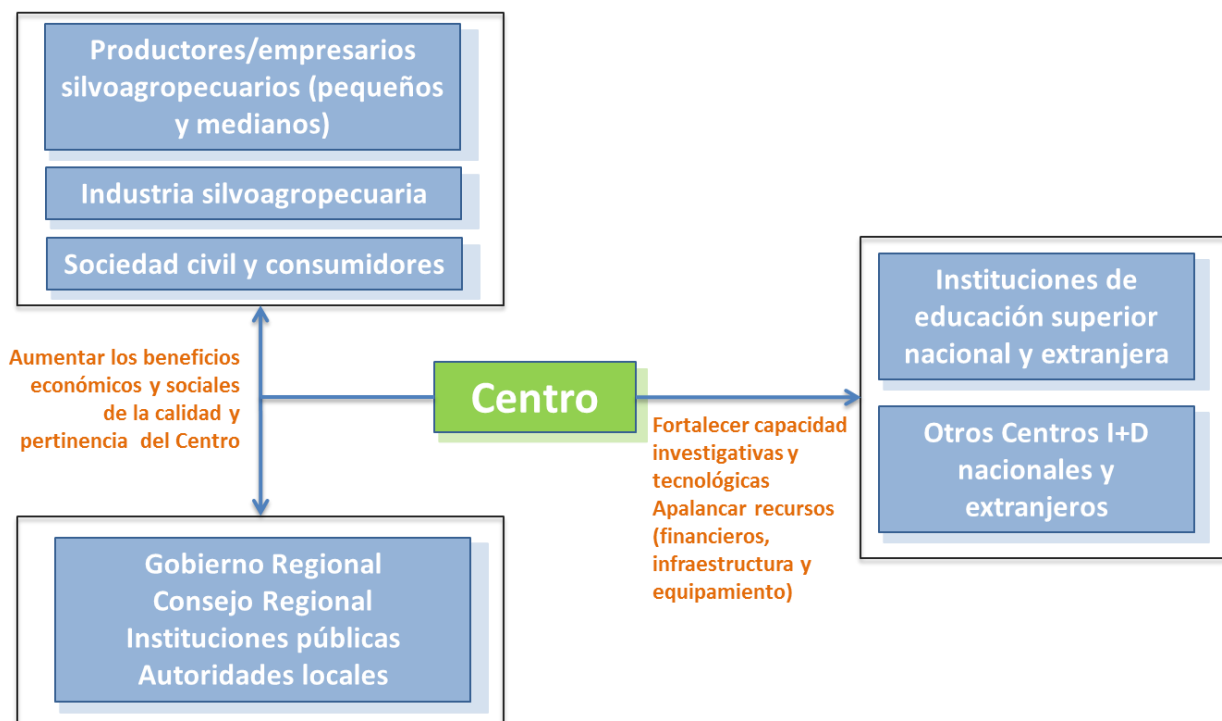 Productores/empresarios
silvoagropecuarios (pequeños
y medianos)
Industria silvoagropecuaria
Sociedad civil y consumidores
Aumentar los beneficios
económicos y sociales
de la calidad y
pertinencia del Centro
Centro
Fortalecer capacidad
investigativas y
tecnológicas
Apalancar recursos
(financieros,
infraestructura y
equipamiento)
Instituciones de
educación superior
nacional y extranjera
Otros Centros I+D
nacionales y
extranjeros
Gobierno Regional
Consejo Regional
Instituciones públicas
Autoridades locales